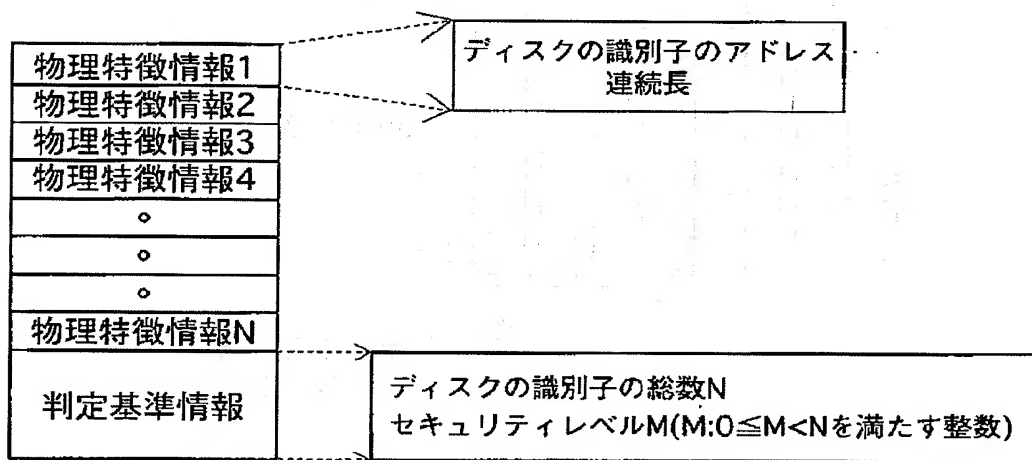 物理特徴情報1
物理特徴情報2
物理特徴情報3
物理特徴情報4
物理特徴情報N
判定基準情報
ディスクの識別子のアドレス
連続長
ディスクの識別子の総数N
セキュリティレベルM(M:0≦M<Nを満たす整数)